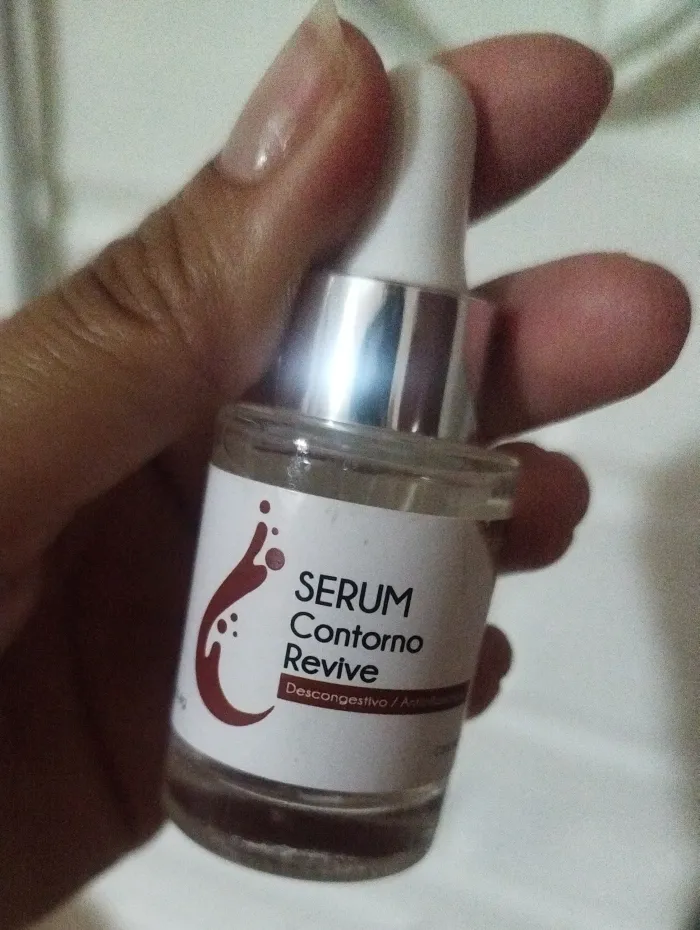 SERUM
Contorno
Revive
Descongestivo /